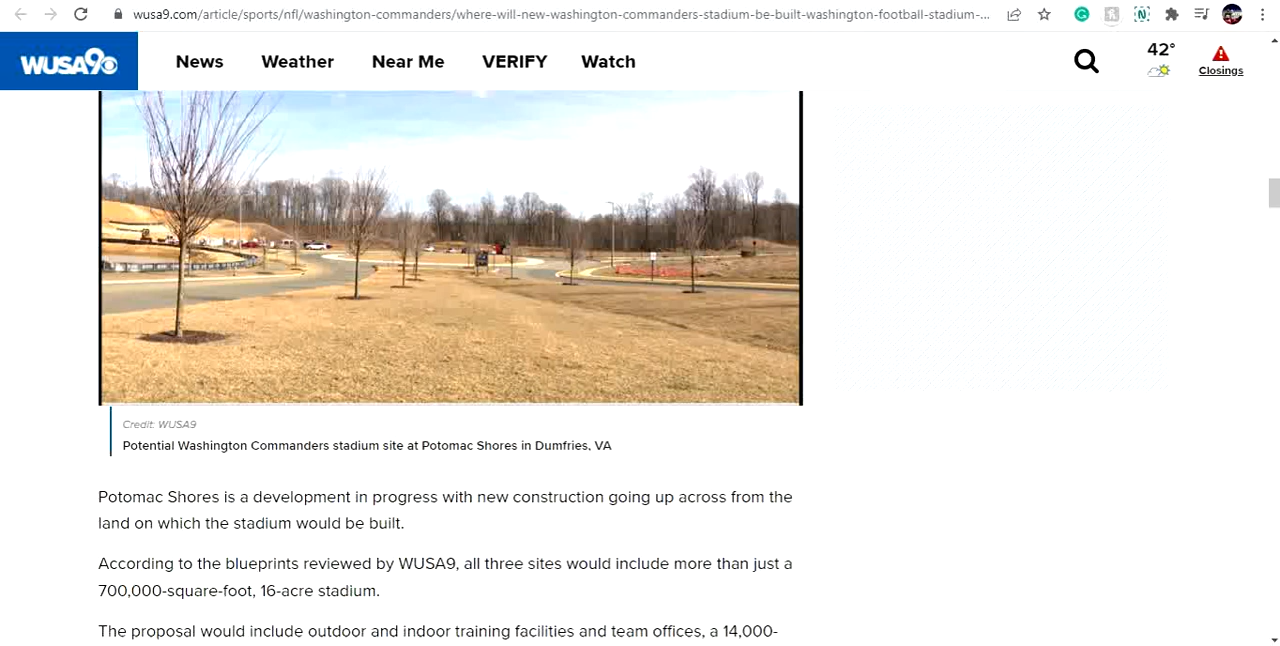 wusa9.com/article/sports/nfl/washington-commanders/where-will-new-washington-commanders-stadium-be-built-washington-football-stadium-...
WUSA9
News
Weather
Near Me
VERIFY
Watch
42°
Closings
Credit: WUSA9
Potential Washington Commanders stadium site at Potomac Shores in Dumfries, VA
Potomac Shores is a development in progress with new construction going up across from the
land on which the stadium would be built.
According to the blueprints reviewed by WUSA9, all three sites would include more than just a
700,000-square-foot, 16-acre stadium.
The proposal would include outdoor and indoor training facilities and team offices, a 14,000-